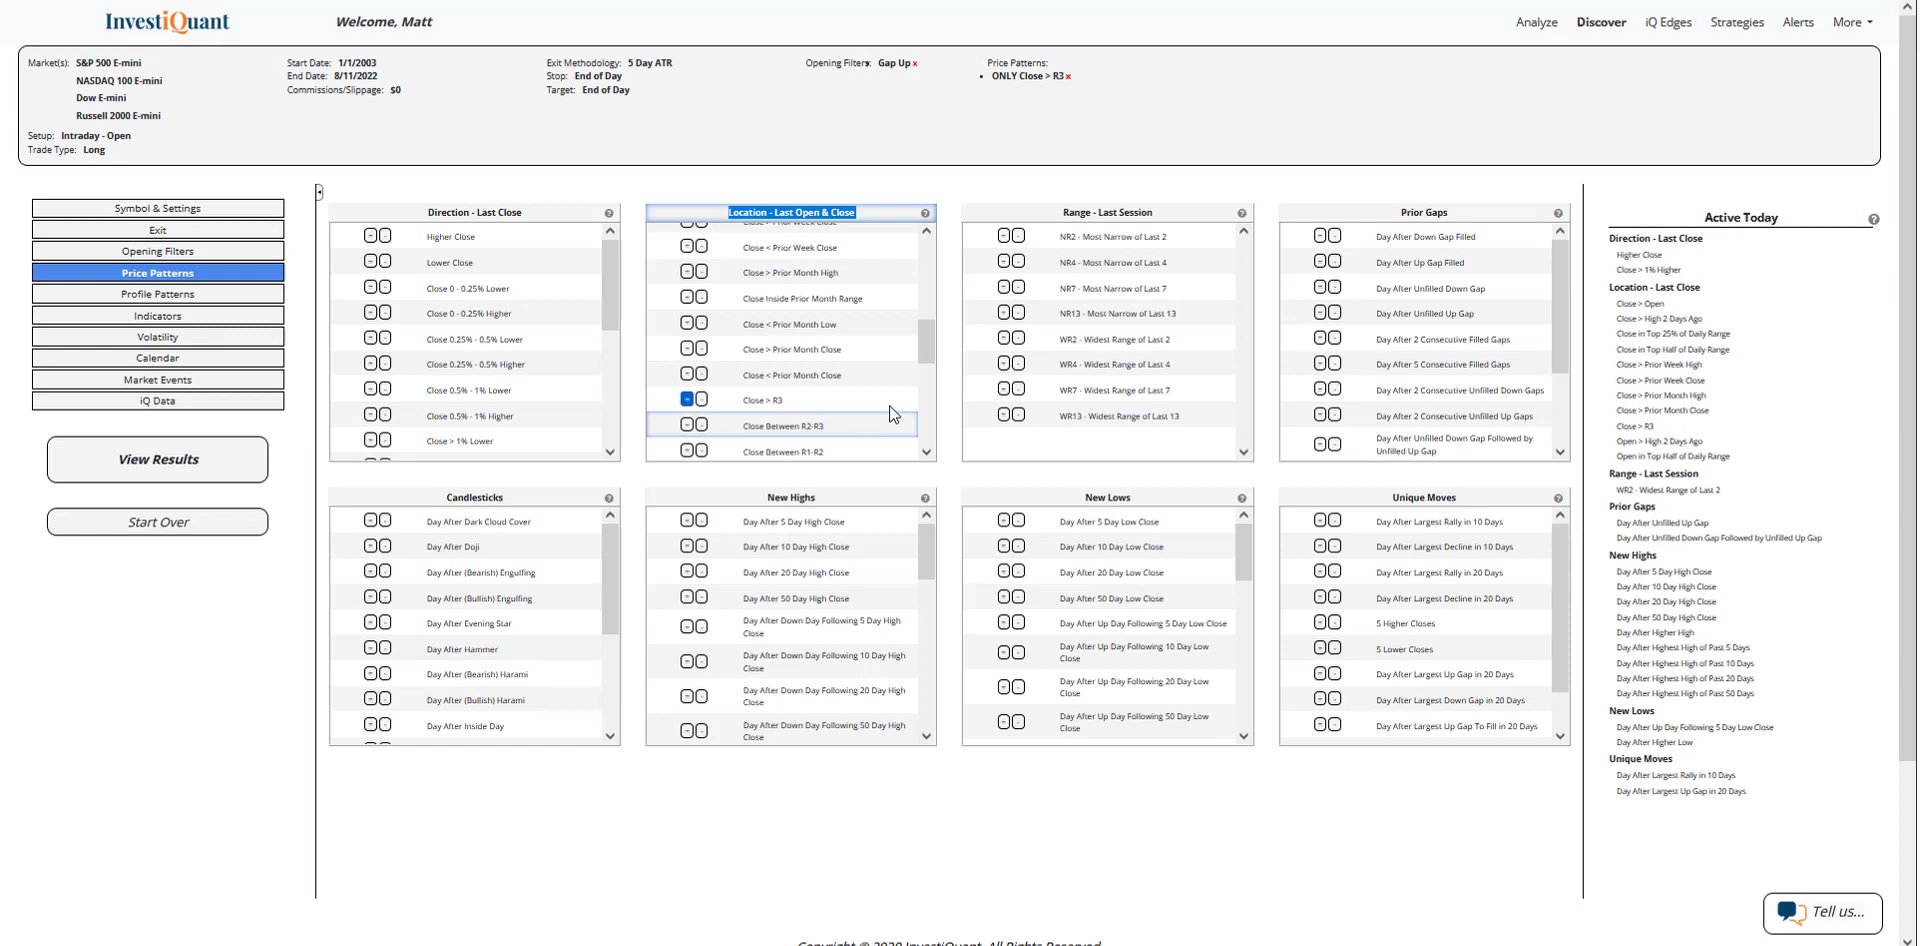 InvestiQuant
Welcome, Matt
Analyze
Discover
iQ Edges
Strategies
Alerts
More
Market(s): S&P 500 E-mini
NASDAQ 100 E-mini
Dow E-mini
Russell 2000 E-mini
Setup: Intraday - Open
Trade Type: Long
Start Date: 1/1/2003
End Date: 8/11/2022
Commissions/Slippage: $0
Exit Methodology: 5 Day ATR
Stop: End of Day
Target: End of Day
Opening Filters: Gap Up x
Price Patterns:
• ONLY Close > R3 x
Symbol & Settings
Exit
Opening Filters
Price Patterns
Profile Patterns
Indicators
Volatility
Calendar
Market Events
iQ Data
View Results
Start Over
Direction - Last Close
Higher Close
Lower Close
Close 0 - 0.25% Lower
Close 0 - 0.25% Higher
Close 0.25% - 0.5% Lower
Close 0.25% - 0.5% Higher
Close 0.5% - 1% Lower
Close 0.5% - 1% Higher
Close > 1% Lower
Location - Last Open & Close
Close > Prior Week Close
Close < Prior Week Close
Close > Prior Month High
Close Inside Prior Month Range
Close < Prior Month Low
Close > Prior Month Close
Close < Prior Month Close
Close > R3
Close Between R2-R3
Close Between R1-R2
Range - Last Session
NR2 - Most Narrow of Last 2
NR4 - Most Narrow of Last 4
NR7 - Most Narrow of Last 7
NR13 - Most Narrow of Last 13
WR2 - Widest Range of Last 2
WR4 - Widest Range of Last 4
WR7 - Widest Range of Last 7
WR13 - Widest Range of Last 13
Prior Gaps
Day After Down Gap Filled
Day After Up Gap Filled
Day After Unfilled Down Gap
Day After Unfilled Up Gap
Day After 2 Consecutive Filled Gaps
Day After 5 Consecutive Filled Gaps
Day After 2 Consecutive Unfilled Down Gaps
Day After 2 Consecutive Unfilled Up Gaps
Day After Unfilled Down Gap Followed by
Unfilled Up Gap
Candlesticks
Day After Dark Cloud Cover
Day After Doji
Day After (Bearish) Engulfing
Day After (Bullish) Engulfing
Day After Evening Star
Day After Hammer
Day After (Bearish) Harami
Day After (Bullish) Harami
Day After Inside Day
New Highs
Day After 5 Day High Close
Day After 10 Day High Close
Day After 20 Day High Close
Day After 50 Day High Close
Day After Down Day Following 5 Day High
Close
Day After Down Day Following 10 Day High
Close
Day After Down Day Following 20 Day High
Close
Day After Down Day Following 50 Day High
Close
New Lows
Day After 5 Day Low Close
Day After 10 Day Low Close
Day After 20 Day Low Close
Day After 50 Day Low Close
Day After Up Day Following 5 Day Low Close
Day After Up Day Following 10 Day Low
Close
Day After Up Day Following 20 Day Low
Close
Day After Up Day Following 50 Day Low
Close
Unique Moves
Day After Largest Rally in 10 Days
Day After Largest Decline in 10 Days
Day After Largest Rally in 20 Days
Day After Largest Decline in 20 Days
5 Higher Closes
5 Lower Closes
Day After Largest Up Gap in 20 Days
Day After Largest Down Gap in 20 Days
Day After Largest Up Gap To Fill in 20 Days
Active Today
Direction - Last Close
Higher Close
Close > 1% Higher
Location - Last Close
Close > Open
Close > High 2 Days Ago
Close in Top 25% of Daily Range
Close in Top Half of Daily Range
Close > Prior Week High
Close > Prior Week Close
Close > Prior Month High
Close > Prior Month Close
Close > R3
Open > High 2 Days Ago
Open in Top Half of Daily Range
Range - Last Session
WR2 - Widest Range of Last 2
Prior Gaps
Day After Unfilled Up Gap
Day After Unfilled Down Gap Followed by Unfilled Up Gap
New Highs
Day After 5 Day High Close
Day After 10 Day High Close
Day After 20 Day High Close
Day After 50 Day High Close
Day After Higher High
Day After Highest High of Past 5 Days
Day After Highest High of Past 10 Days
Day After Highest High of Past 20 Days
Day After Highest High of Past 50 Days
New Lows
Day After Up Day Following 5 Day Low Close
Day After Higher Low
Unique Moves
Day After Largest Rally in 10 Days
Day After Largest Up Gap in 20 Days
Tell us...
Copyright © 2020 InvestiQuant. All Rights Reserved.